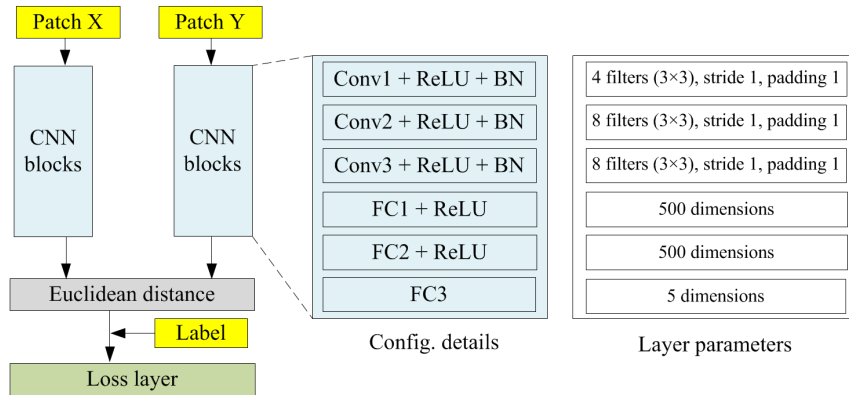 Patch X
Patch Y
CNN
blocks
CNN
blocks
Euclidean distance
Label
Loss layer
Conv1 + ReLU + BN
Conv2 + ReLU + BN
Conv3 + ReLU + BN
FC1 + ReLU
FC2 + ReLU
FC3
Config. details
4 filters (3×3), stride 1, padding 1
8 filters (3×3), stride 1, padding 1
8 filters (3×3), stride 1, padding 1
500 dimensions
500 dimensions
5 dimensions
Layer parameters